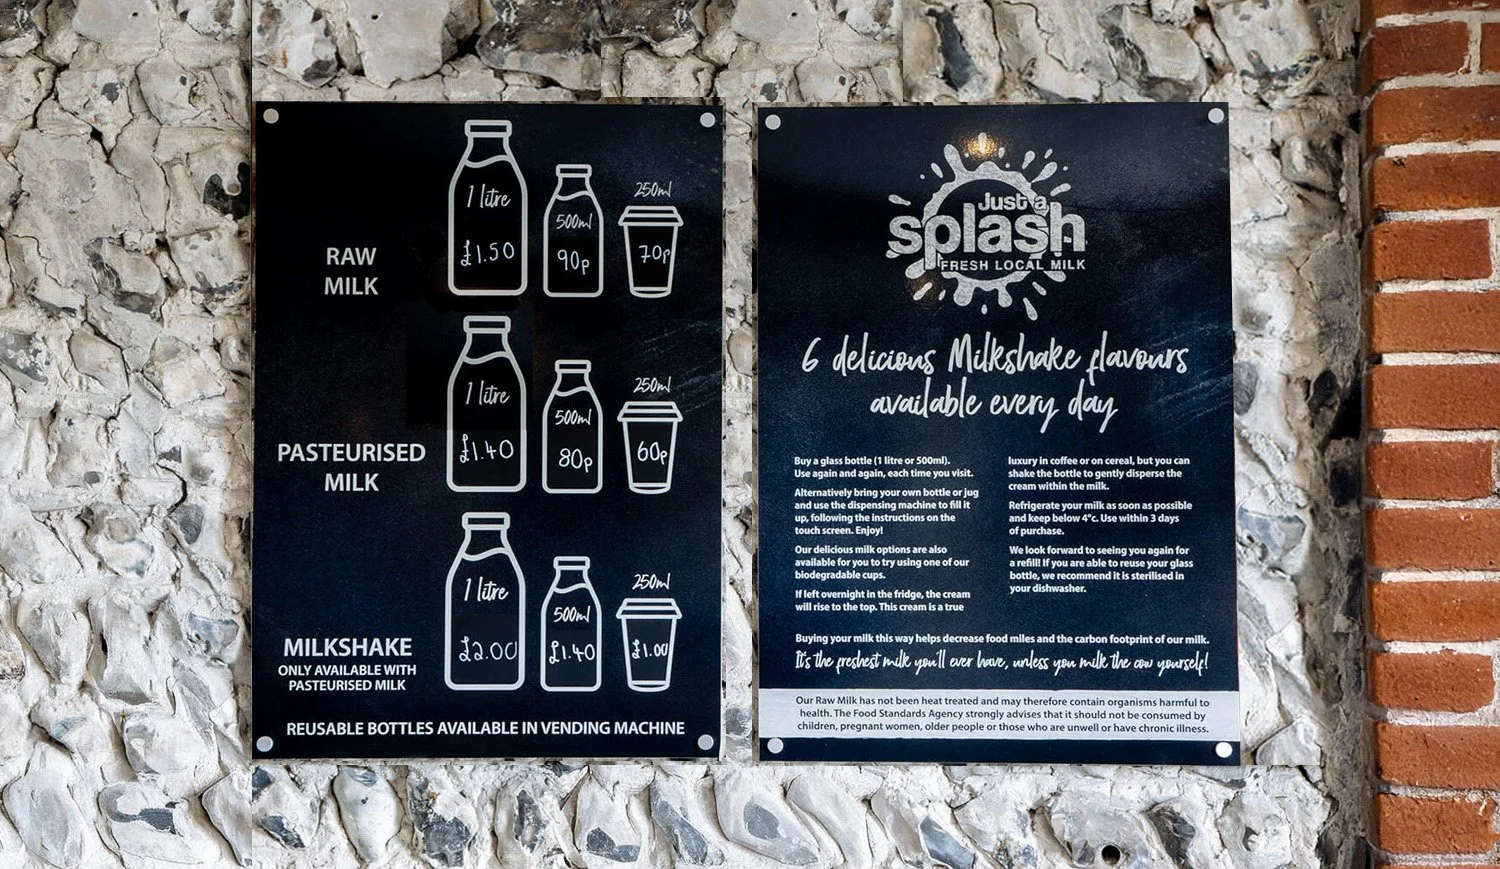 1 litre
£1.50
500ml
90p
250ml
70p
RAW
MILK
1 litre
£1.40
500ml
80p
250ml
60p
PASTEURISED
MILK
1 litre
£2.00
500ml
£1.40
250ml
£1.00
MILKSHAKE
ONLY AVAILABLE WITH
PASTEURISED MILK
REUSABLE BOTTLES AVAILABLE IN VENDING MACHINE
Just a
splash
FRESH LOCAL MILK
6 delicious Milkshake flavours
available every day
Buy a glass bottle (1 litre or 500ml).
Use again and again, each time you visit.
Alternatively bring your own bottle or jug
and use the dispensing machine to fill it
up, following the instructions on the
touch screen. Enjoy!
Our delicious milk options are also
available for you to try using one of our
biodegradable cups.
If left overnight in the fridge, the cream
will rise to the top. This cream is a true
luxury in coffee or on cereal, but you can
shake the bottle to gently disperse the
cream within the milk.
Refrigerate your milk as soon as possible
and keep below 4°c. Use within 3 days
of purchase.
We look forward to seeing you again for
a refill! If you are able to reuse your glass
bottle, we recommend it is sterilised in
your dishwasher.
Buying your milk this way helps decrease food miles and the carbon footprint of our milk.
It's the freshest milk you'll ever have, unless you milk the cow yourself!
Our Raw Milk has not been heat treated and may therefore contain organisms harmful to
health. The Food Standards Agency strongly advises that it should not be consumed by
children, pregnant women, older people or those who are unwell or have chronic illness.